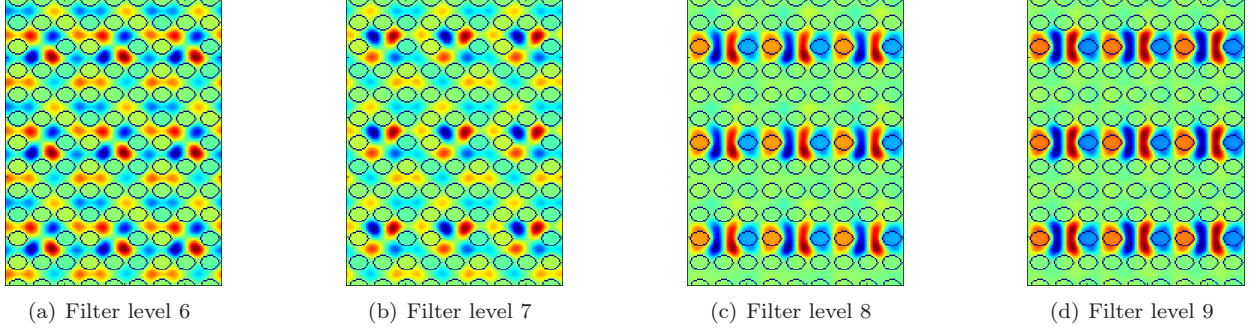 (a) Filter level 6
(b) Filter level 7
(c) Filter level 8
(d) Filter level 9